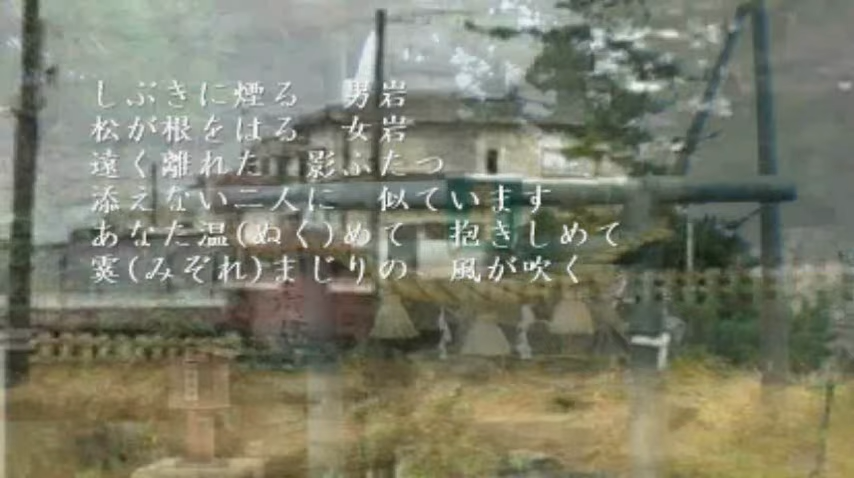 しぶきに煙る　男岩
松が根をはる　女岩
遠く離れた　影ふたつ
添えない二人に　似ています
あなた温(ぬく)めて　抱きしめて
霙(みぞれ)まじりの　風が吹く